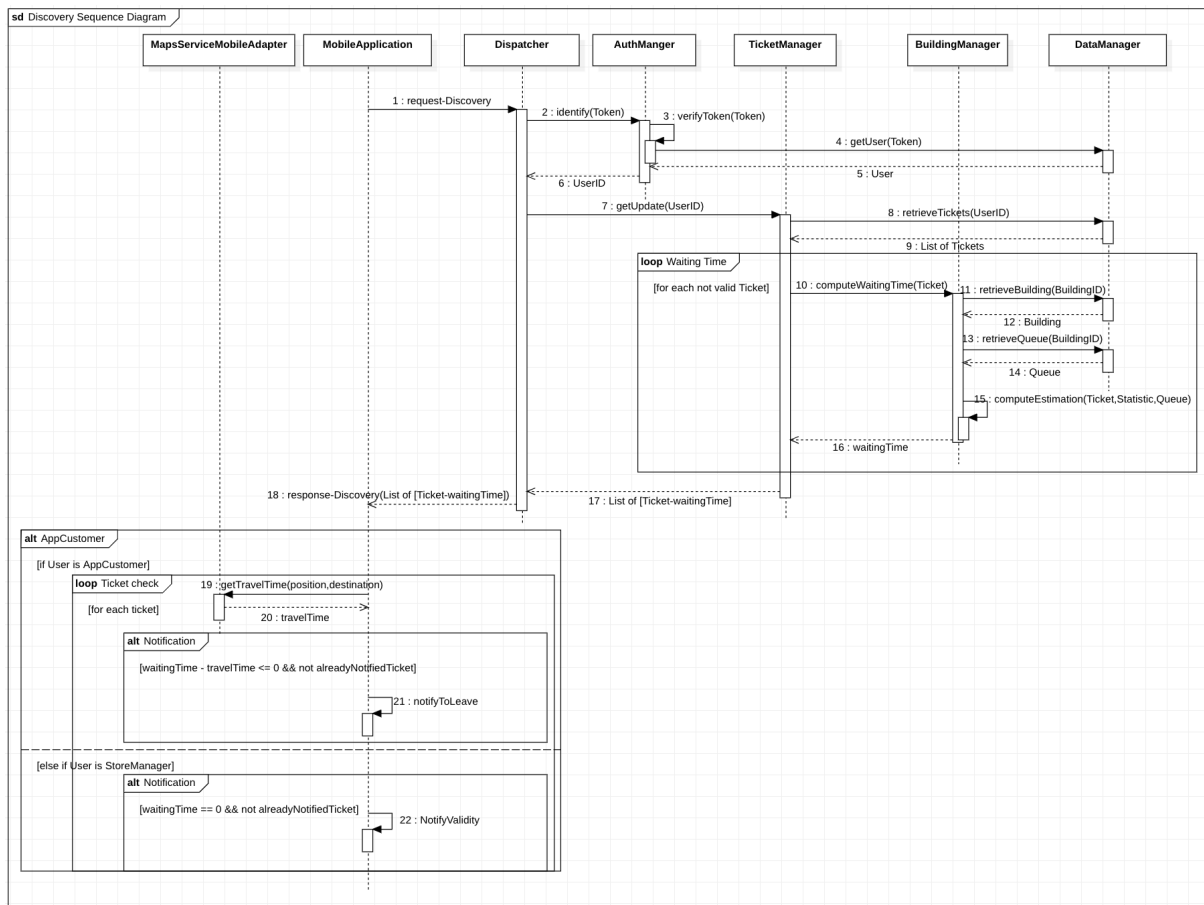 sd Discovery Sequence Diagram
MapsServiceMobileAdapter
MobileApplication
Dispatcher
AuthManger
TicketManager
BuildingManager
DataManager
1 : request-Discovery
2 : identify(Token)
3 : verifyToken(Token)
4 : getUser(Token)
5 : User
6 : UserID
7 : getUpdate(UserID)
8 : retrieveTickets(UserID)
9 : List of Tickets
loop Waiting Time
[for each not valid Ticket]
10 : computeWaitingTime(Ticket)
11 : retrieveBuilding(BuildingID)
12 : Building
13 : retrieveQueue(BuildingID)
14 : Queue
15 : computeEstimation(Ticket,Statistic,Queue)
16 : waitingTime
17 : List of [Ticket-waitingTime]
18 : response-Discovery(List of [Ticket-waitingTime])
alt AppCustomer
[if User is AppCustomer]
loop Ticket check
[for each ticket]
19 : getTravelTime(position,destination)
20 : travelTime
alt Notification
[waitingTime - travelTime <= 0 && not alreadyNotifiedTicket]
21 : notifyToLeave
[else if User is StoreManager]
alt Notification
[waitingTime == 0 && not alreadyNotifiedTicket]
22 : NotifyValidity